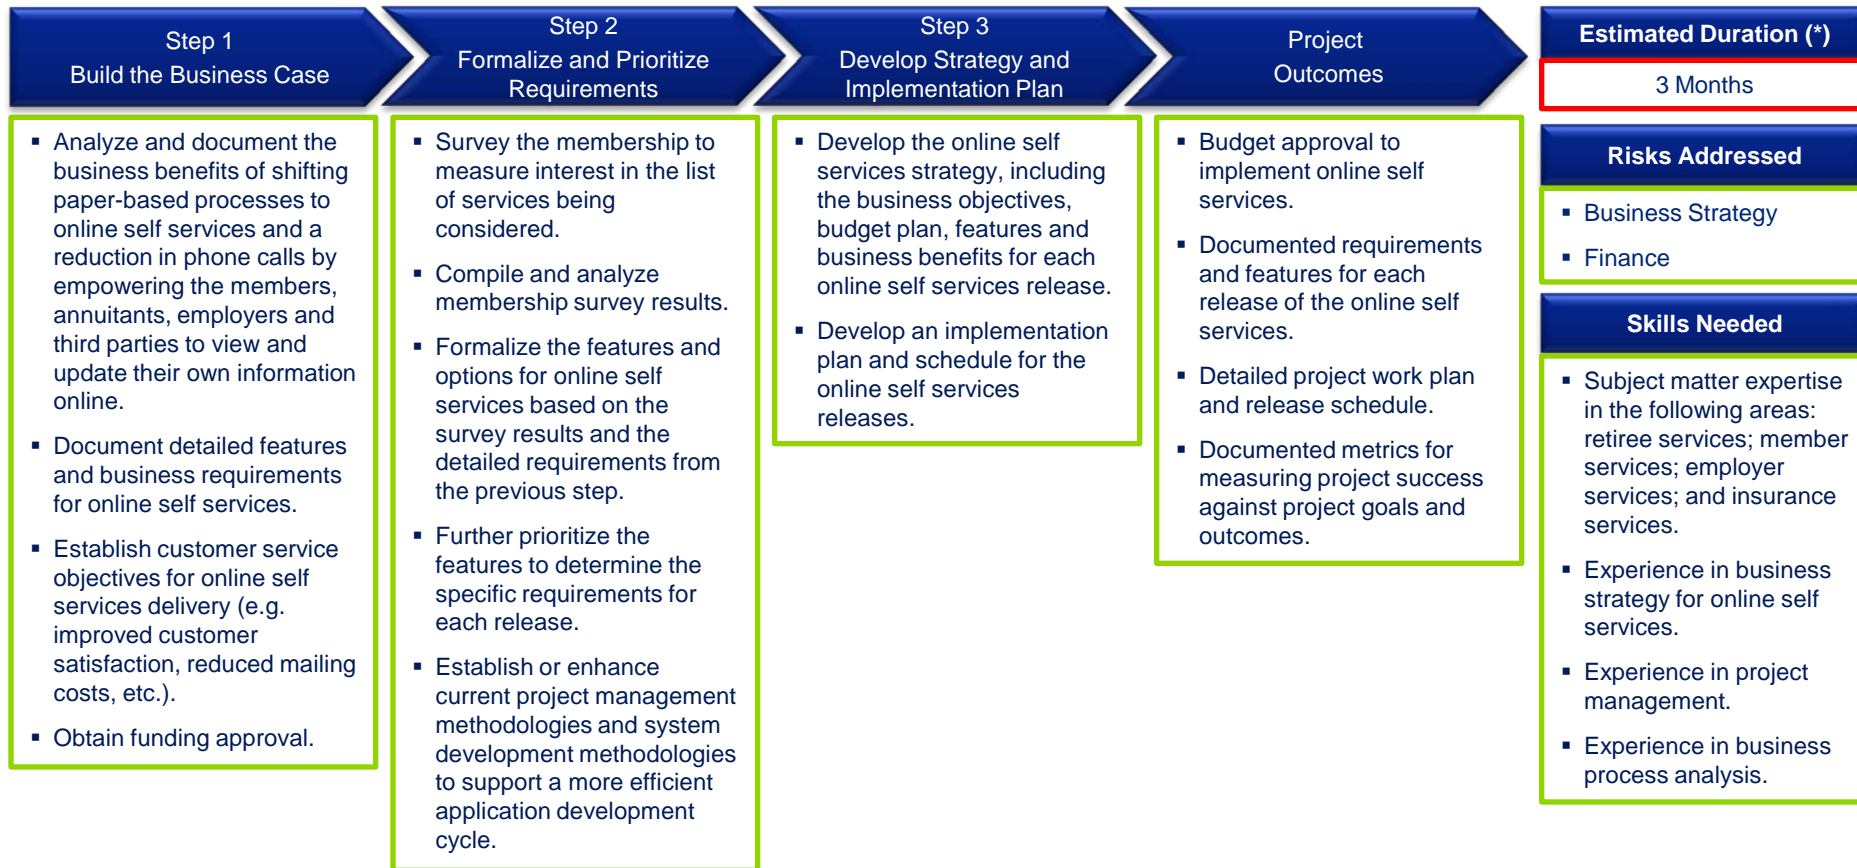 Step 1
Build the Business Case
Step 2
Formalize and Prioritize
Requirements
Step 3
Develop Strategy and
Implementation Plan
Project
Outcomes
Estimated Duration (*)
3 Months
▪ Analyze and document the
business benefits of shifting
paper-based processes to
online self services and a
reduction in phone calls by
empowering the members,
annuitants, employers and
third parties to view and
update their own information
online.
▪ Document detailed features
and business requirements
for online self services.
▪ Establish customer service
objectives for online self
services delivery (e.g.
improved customer
satisfaction, reduced mailing
costs, etc.).
▪ Obtain funding approval.
▪ Survey the membership to
measure interest in the list
of services being
considered.
▪ Compile and analyze
membership survey results.
▪ Formalize the features and
options for online self
services based on the
survey results and the
detailed requirements from
the previous step.
▪ Further prioritize the
features to determine the
specific requirements for
each release.
▪ Establish or enhance
current project management
methodologies and system
development methodologies
to support a more efficient
application development
cycle.
▪ Develop the online self
services strategy, including
the business objectives,
budget plan, features and
business benefits for each
online self services release.
▪ Develop an implementation
plan and schedule for the
online self services
releases.
▪ Budget approval to
implement online self
services.
▪ Documented requirements
and features for each
release of the online self
services.
▪ Detailed project work plan
and release schedule.
▪ Documented metrics for
measuring project success
against project goals and
outcomes.
Risks Addressed
▪ Business Strategy
▪ Finance
Skills Needed
▪ Subject matter expertise
in the following areas:
retiree services; member
services; employer
services; and insurance
services.
▪ Experience in business
strategy for online self
services.
▪ Experience in project
management.
▪ Experience in business
process analysis.